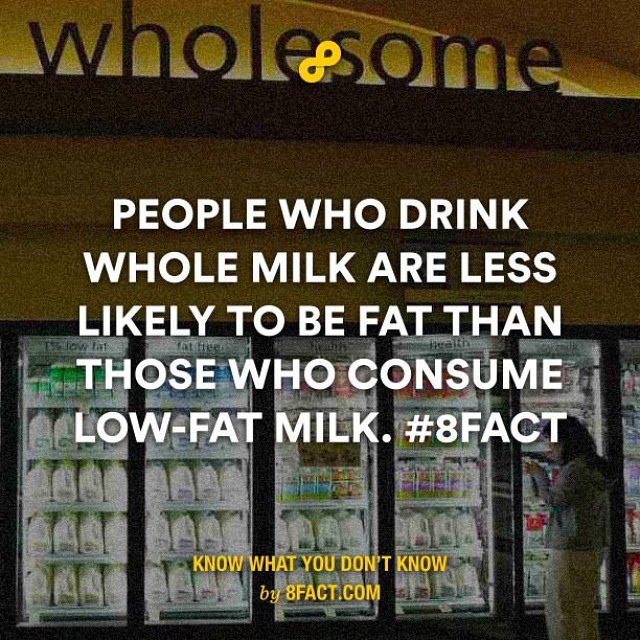 wholesome
PEOPLE WHO DRINK
WHOLE MILK ARE LESS
LIKELY TO BE FAT THAN
THOSE WHO CONSUME
LOW-FAT MILK. #8FACT
1% low fat
fat free
health
health
KNOW WHAT YOU DON'T KNOW
by 8FACT.COM